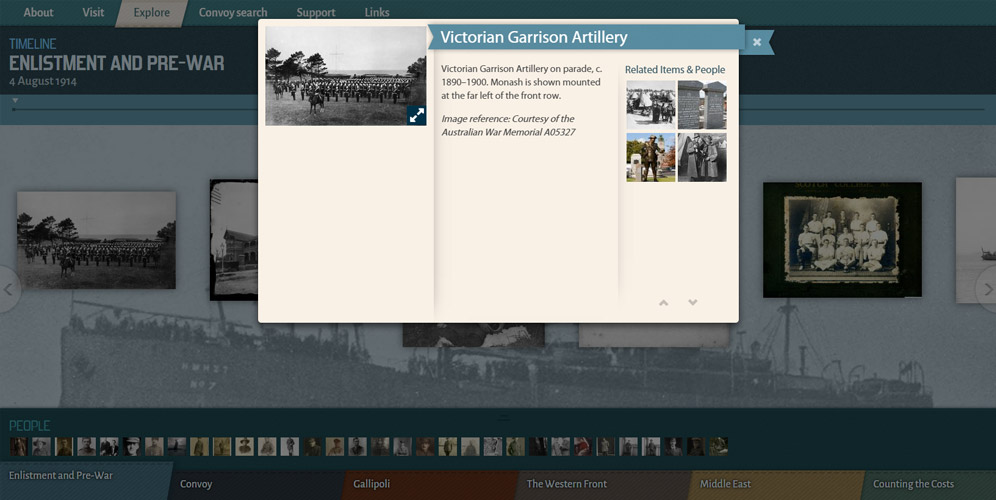 About
Visit
Explore
Convoy search
Support
Links
TIMELINE
ENLISTMENT AND PRE-WAR
4 August 1914
Victorian Garrison Artillery
Victorian Garrison Artillery on parade, c.
1890–1900. Monash is shown mounted
at the far left of the front row.
Image reference: Courtesy of the
Australian War Memorial A05327
Related Items & People
PEOPLE
Enlistment and Pre-War
Convoy
Gallipoli
The Western Front
Middle East
Counting the Costs